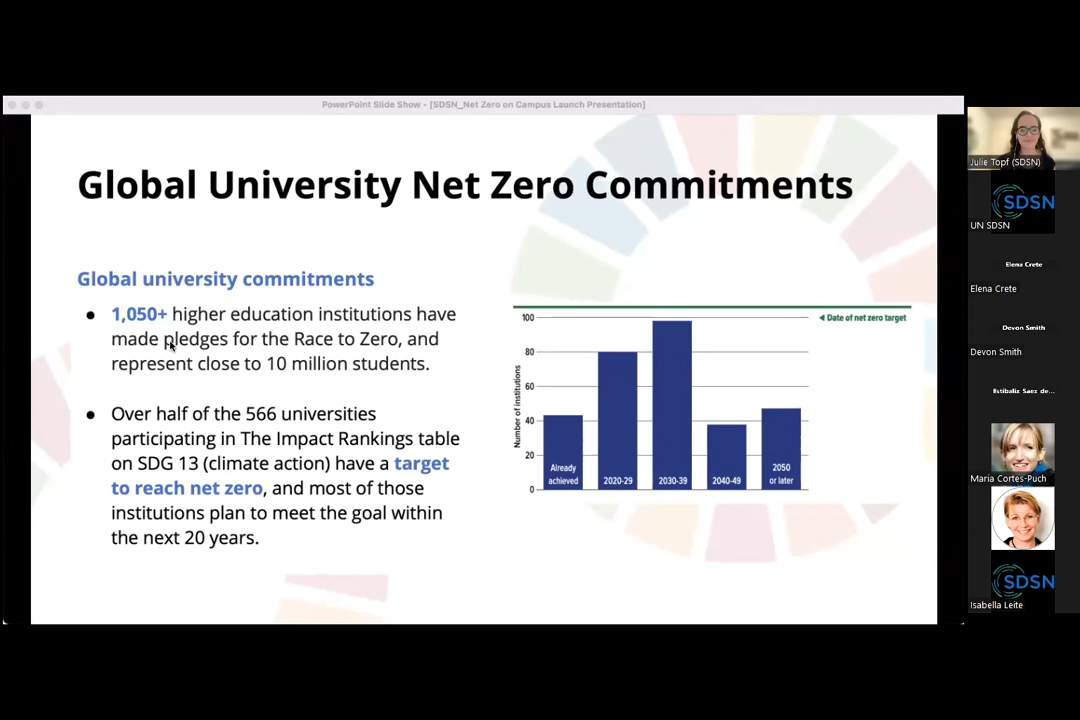 PowerPoint Slide Show - [SDSN_Net Zero on Campus Launch Presentation]
Global University Net Zero Commitments
Global university commitments
● 1,050+ higher education institutions have
made pledges for the Race to Zero, and
represent close to 10 million students.
● Over half of the 566 universities
participating in The Impact Rankings table
on SDG 13 (climate action) have a target
to reach net zero, and most of those
institutions plan to meet the goal within
the next 20 years.
◀ Date of net zero target
Number of institutions
100
80
60
40
20
0
Already
achieved
2020-29
2030-39
2040-49
2050
or later
Julie Topf (SDSN)
SDSN
UN SDSN
Elena Crete
Elena Crete
Devon Smith
Devon Smith
Estibaliz Saez de...
Maria Cortes-Puch
SDSN
Isabella Leite